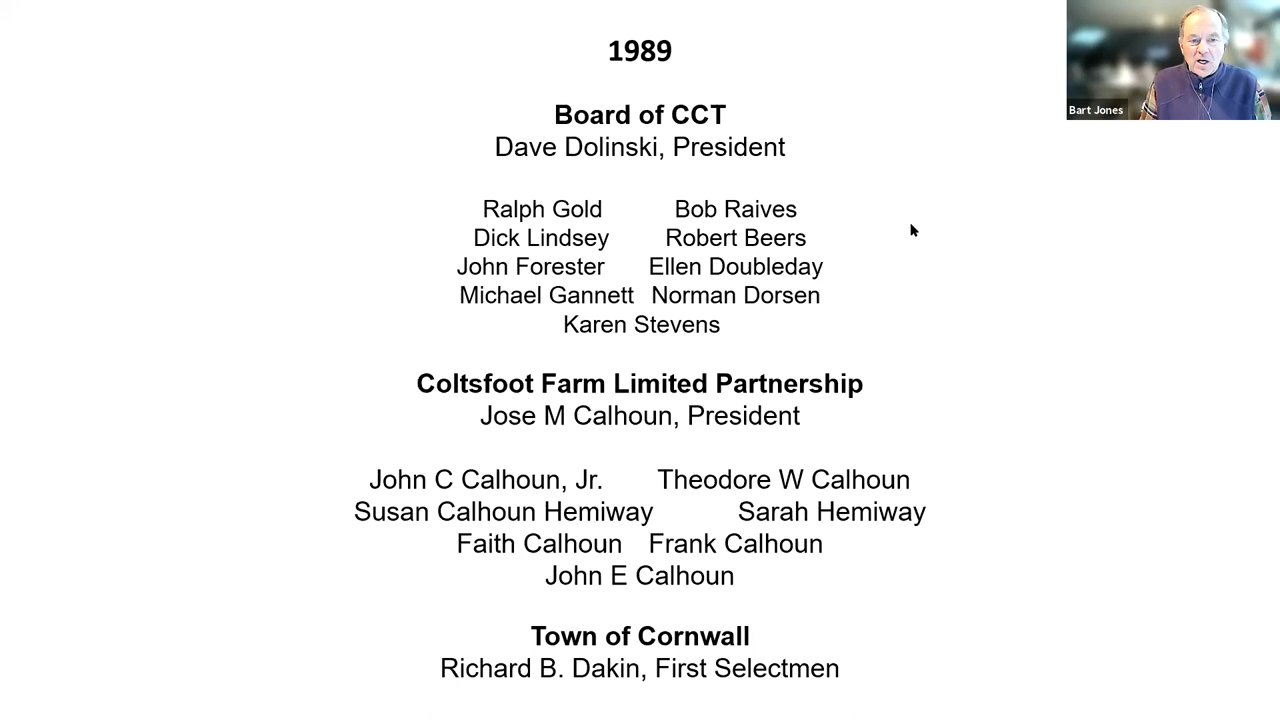 1989
Bart Jones
Board of CCT
Dave Dolinski, President
Ralph Gold Bob Raives
Dick Lindsey Robert Beers
John Forester Ellen Doubleday
Michael Gannett Norman Dorsen
Karen Stevens
Coltsfoot Farm Limited Partnership
Jose M Calhoun, President
John C Calhoun, Jr. Theodore W Calhoun
Susan Calhoun Hemiway Sarah Hemiway
Faith Calhoun Frank Calhoun
John E Calhoun
Town of Cornwall
Richard B. Dakin, First Selectmen